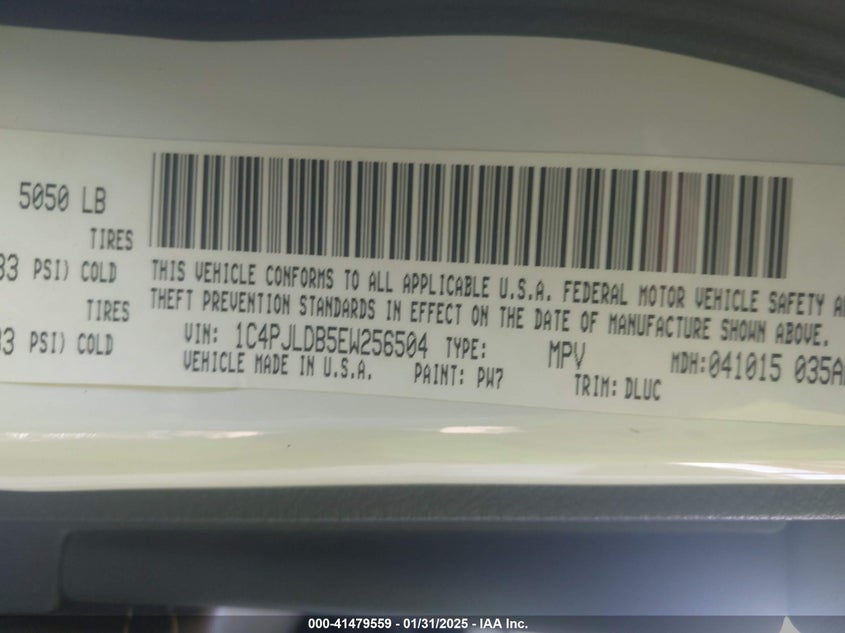 5050 LB
TIRES
33 PSI) COLD
TIRES
33 PSI) COLD
THIS VEHICLE CONFORMS TO ALL APPLICABLE U.S.A. FEDERAL MOTOR VEHICLE SAFETY
THEFT PREVENTION STANDARDS IN EFFECT ON THE DATE OF MANUFACTURE SHOWN ABOVE.
VIN: 1C4PJLDB5EW256504 TYPE: MPV MDH:041015 035A
VEHICLE MADE IN U.S.A. PAINT: PW7 TRIM: DLUC
000-41479559 - 01/31/2025 - IAA Inc.